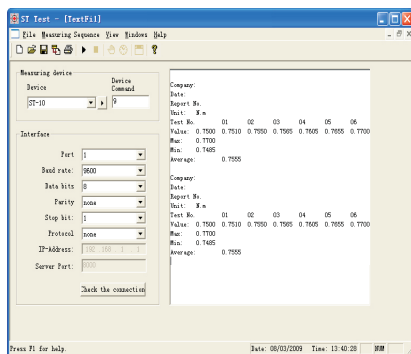 ST Test - [TextFil]
File Measuring Sequence View Windows Help
Measuring device
Device
Device Command
ST-10
9
Interface
Port 1
Baud rate: 9600
Data bits 8
Parity none
Stop bit: 1
Protocol none
IP-Address: 192 168 1 1
Server Port: 8000
Check the connection
Company:
Date:
Report No.
Unit: N.m
Test No. 01 02 03 04 05 06
Value: 0.7500 0.7510 0.7550 0.7565 0.7605 0.7655 0.7700
Max: 0.7700
Min: 0.7485
Average: 0.7555
Company:
Date:
Report No.
Unit: N.m
Test No. 01 02 03 04 05 06
Value: 0.7500 0.7510 0.7550 0.7565 0.7605 0.7655 0.7700
Max: 0.7700
Min: 0.7485
Average: 0.7555
Press F1 for help.
Date: 08/03/2009 Time: 13:40:28 NUM